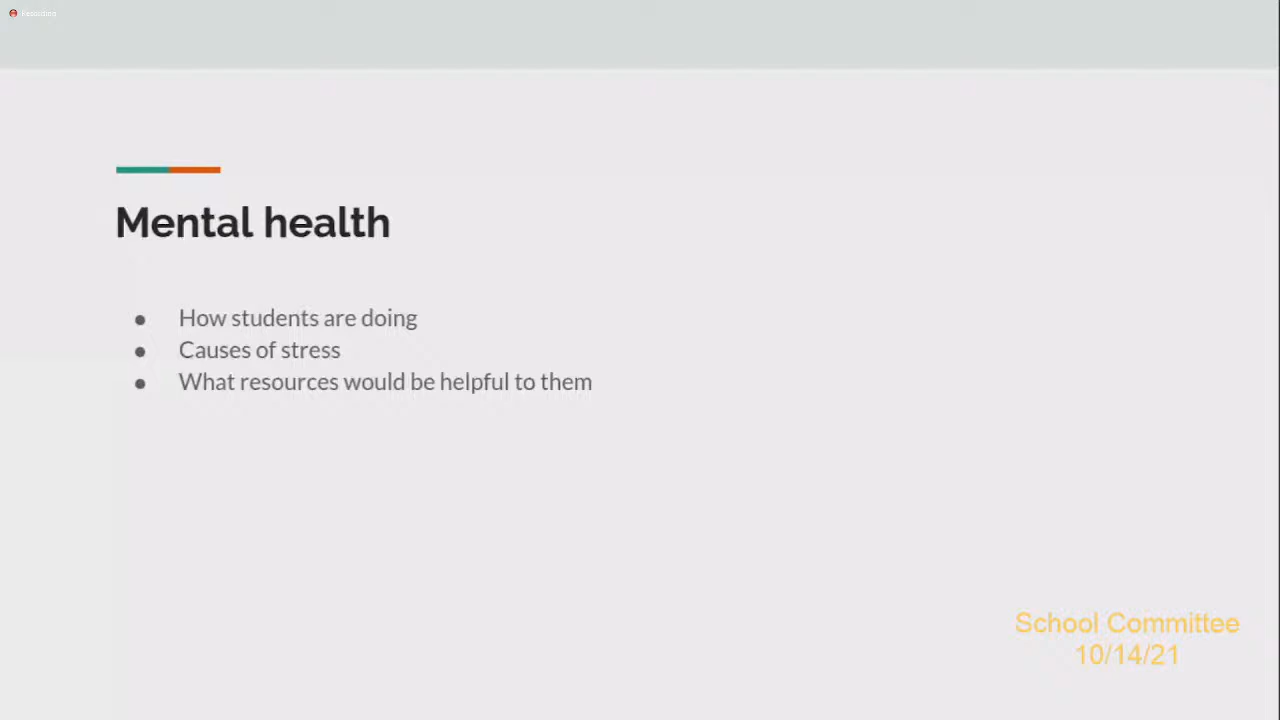 Recording
Mental health
● How students are doing
● Causes of stress
● What resources would be helpful to them
School Committee
10/14/21